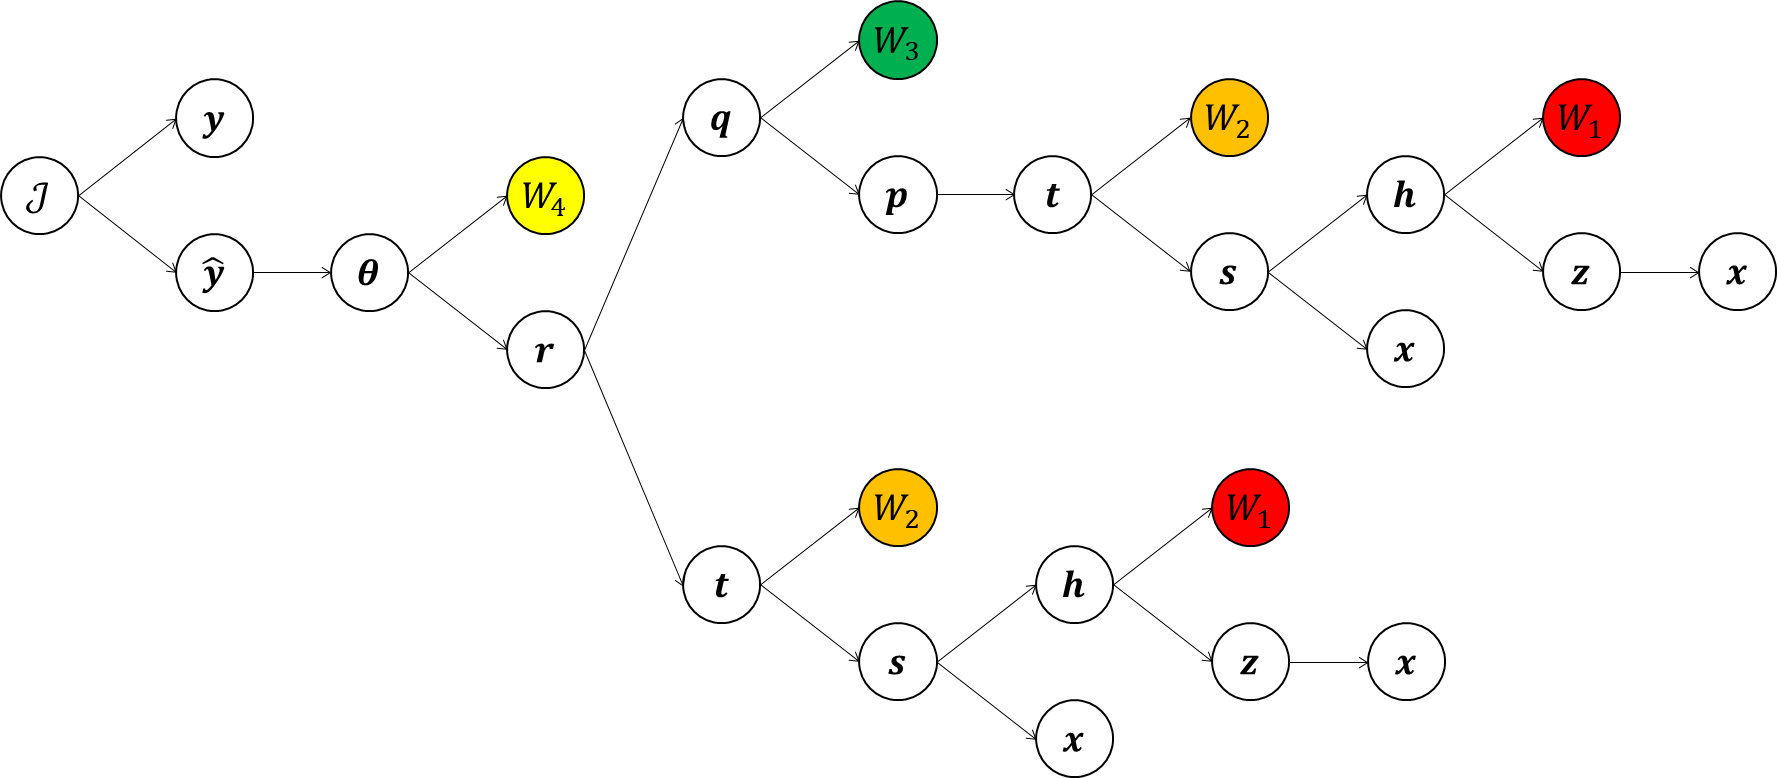 W₃
y
q
W₂
W₁
𝒥
W₄
p
t
h
ŷ
θ
s
z
x
r
x
W₂
W₁
t
h
s
z
x
x